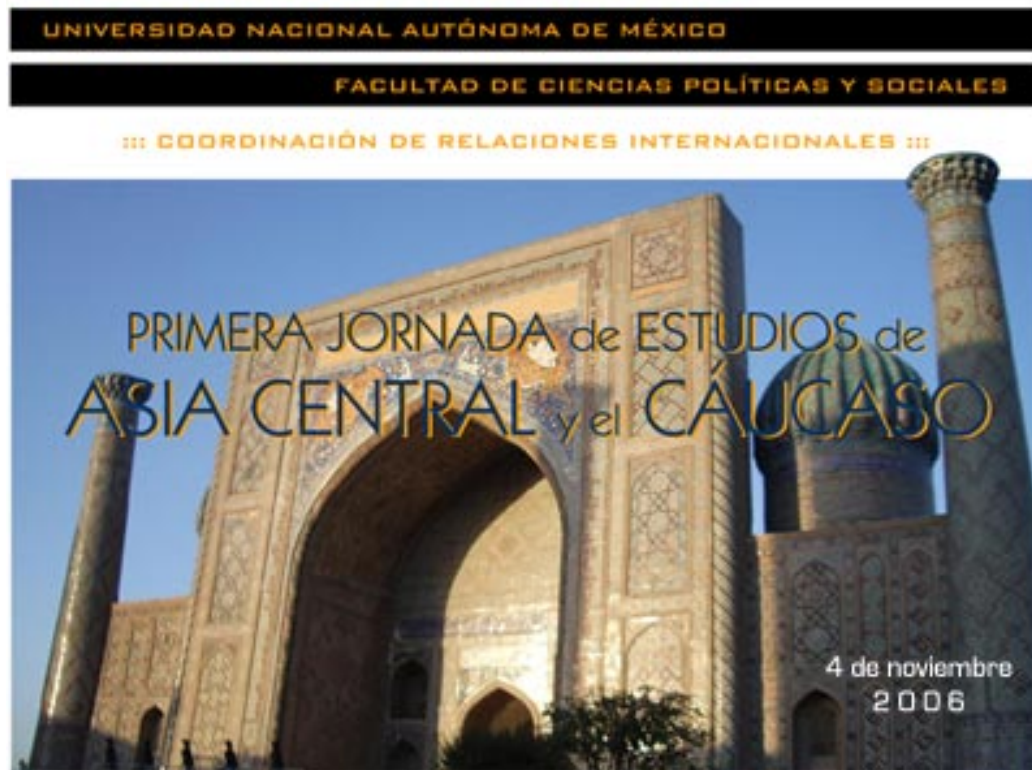 UNIVERSIDAD NACIONAL AUTÓNOMA DE MÉXICO
FACULTAD DE CIENCIAS POLÍTICAS Y SOCIALES
::: COORDINACIÓN DE RELACIONES INTERNACIONALES :::
PRIMERA JORNADA de ESTUDIOS de
ASIA CENTRAL y el CÁUCASO
4 de noviembre
2006